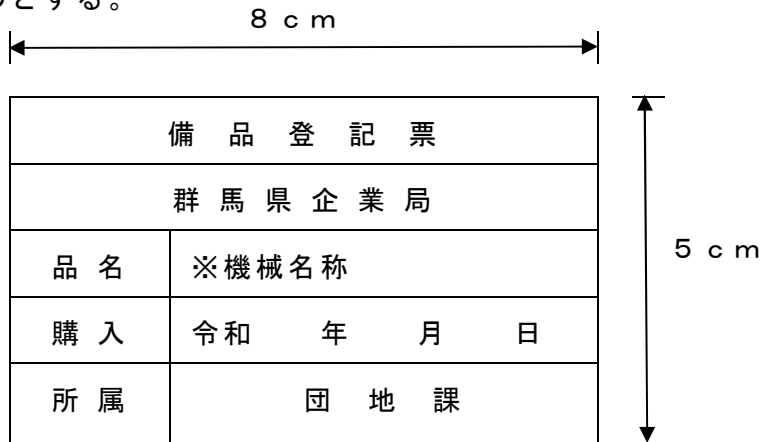 つとする。
８ｃｍ
備品登記票
群馬県企業局
品名 ※機械名称
５ｃｍ
購入 令和 年 月 日
所属 団地課